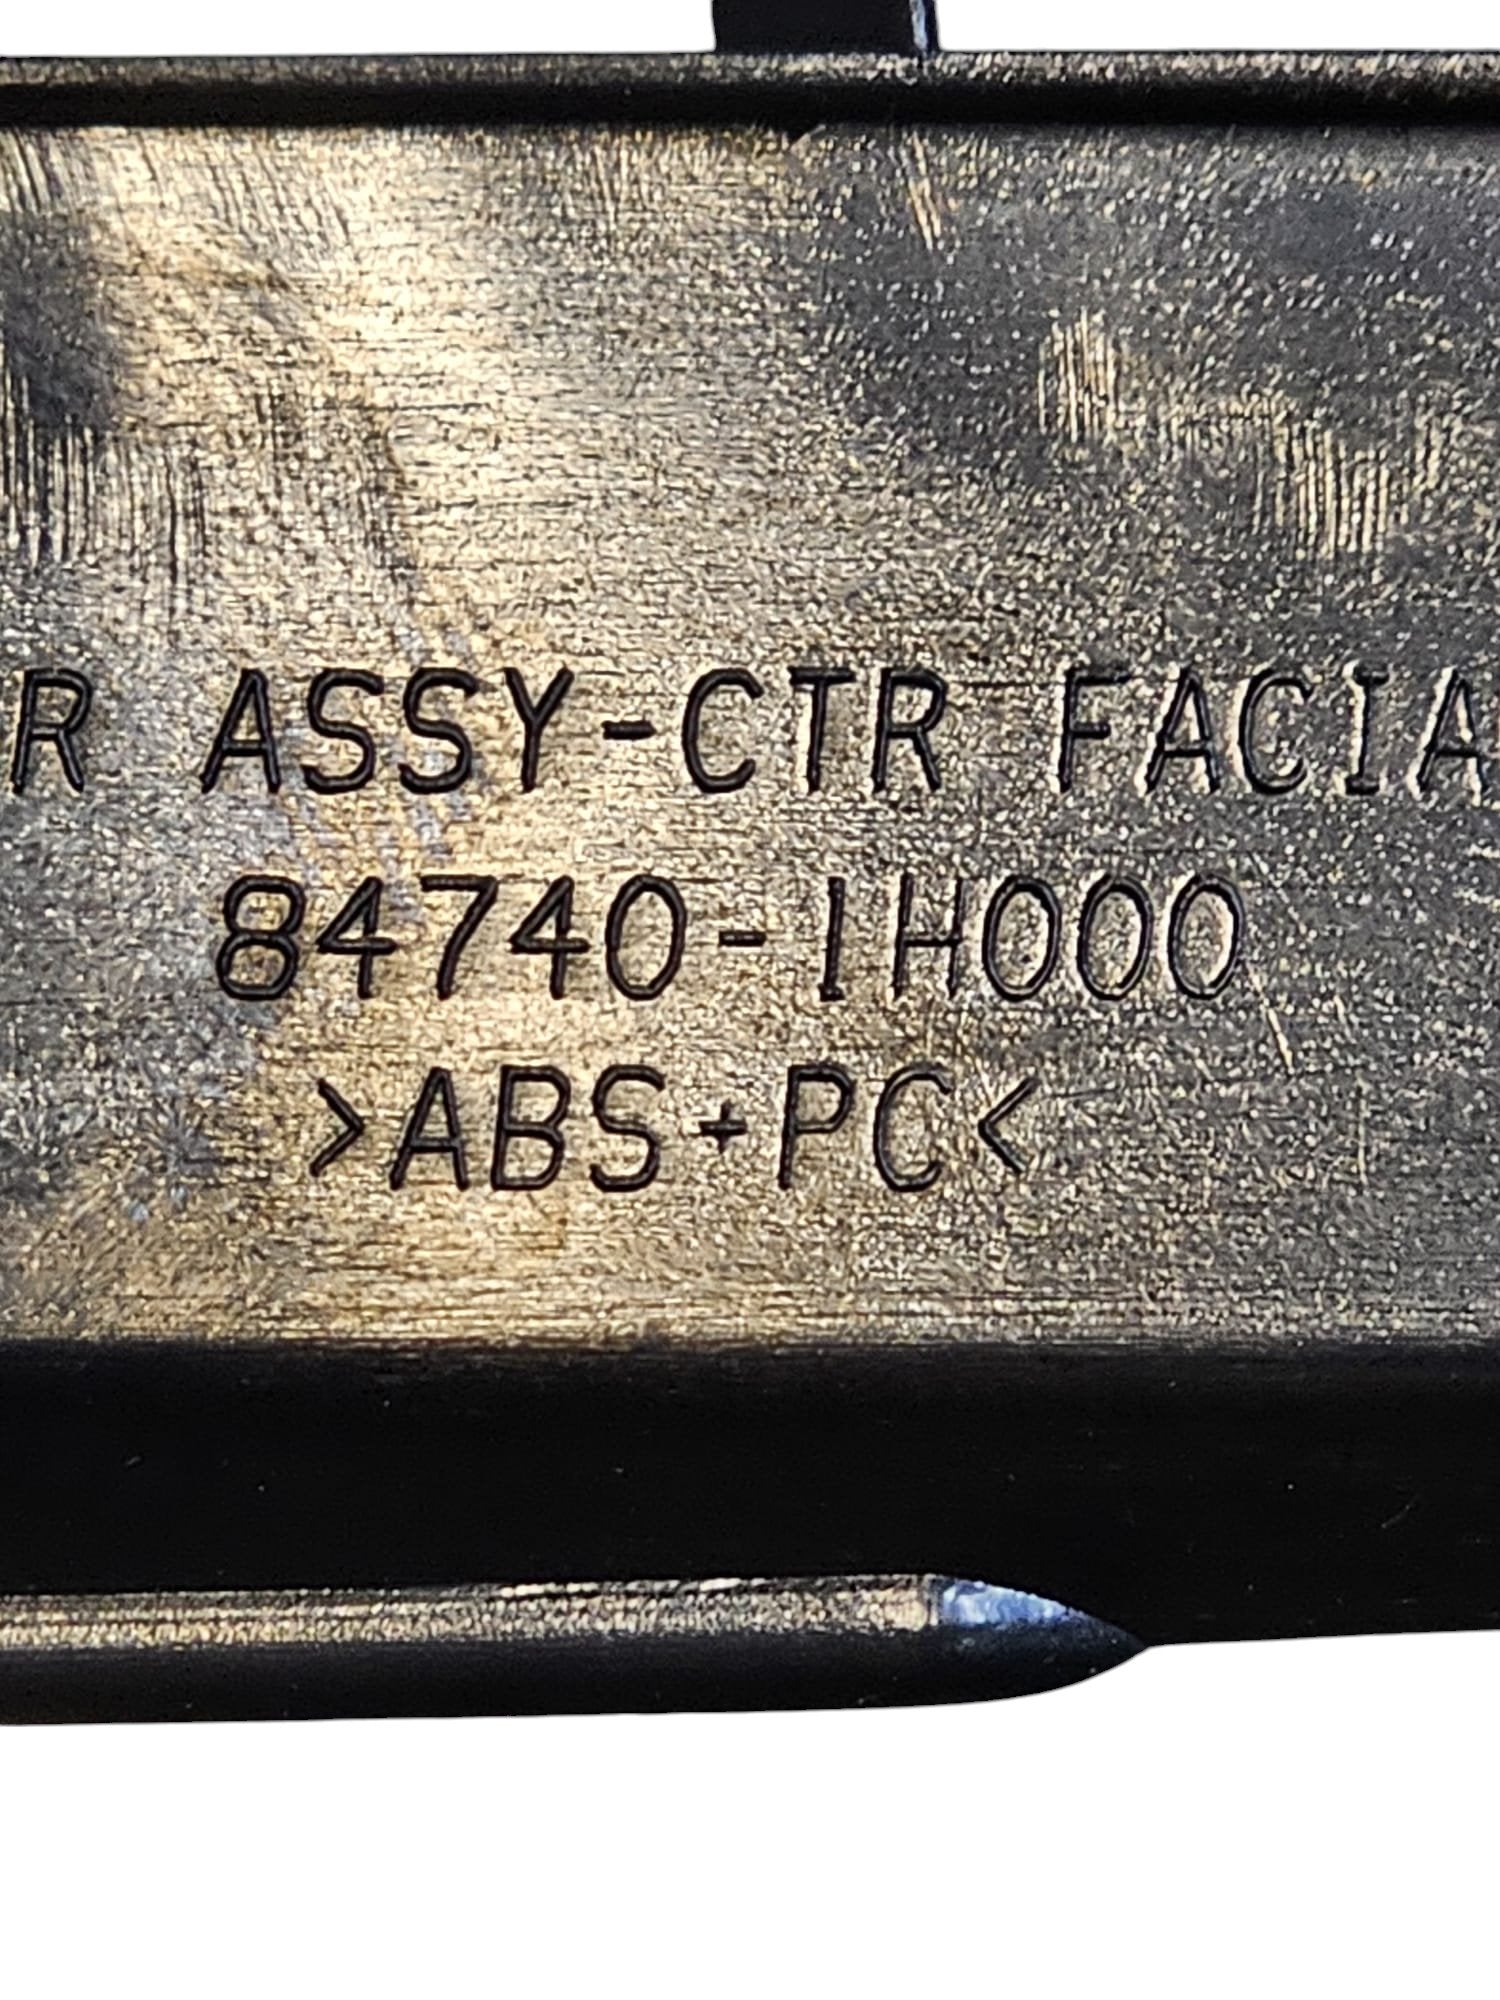 R ASSY-CTR FACIA
84740-1H000
>ABS+PC<